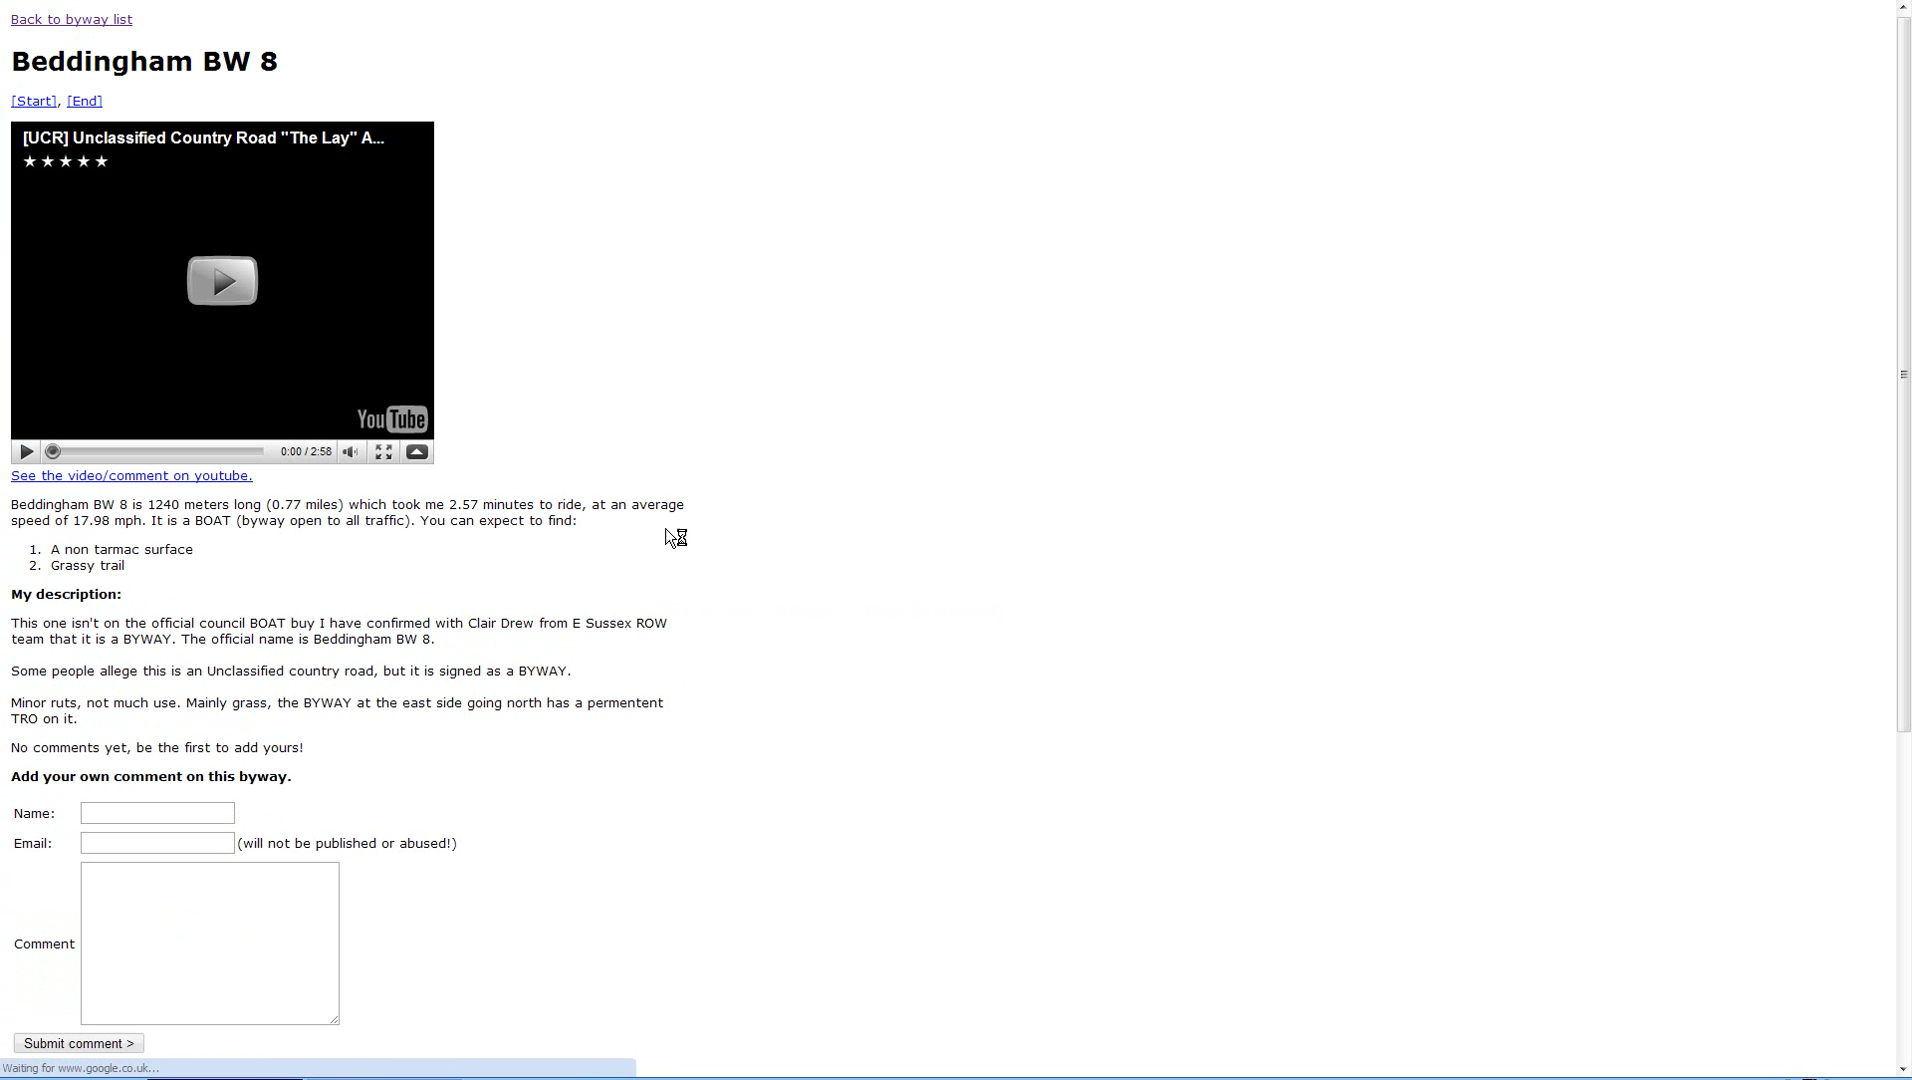 Back to byway list
Beddingham BW 8
[Start], [End]
[UCR] Unclassified Country Road "The Lay" A...
YouTube
0:00 / 2:58
See the video/comment on youtube.
Beddingham BW 8 is 1240 meters long (0.77 miles) which took me 2.57 minutes to ride, at an average
speed of 17.98 mph. It is a BOAT (byway open to all traffic). You can expect to find:
1. A non tarmac surface
2. Grassy trail
My description:
This one isn't on the official council BOAT buy I have confirmed with Clair Drew from E Sussex ROW
team that it is a BYWAY. The official name is Beddingham BW 8.
Some people allege this is an Unclassified country road, but it is signed as a BYWAY.
Minor ruts, not much use. Mainly grass, the BYWAY at the east side going north has a permentent
TRO on it.
No comments yet, be the first to add yours!
Add your own comment on this byway.
Name:
Email: (will not be published or abused!)
Comment
Submit comment >
Waiting for www.google.co.uk...